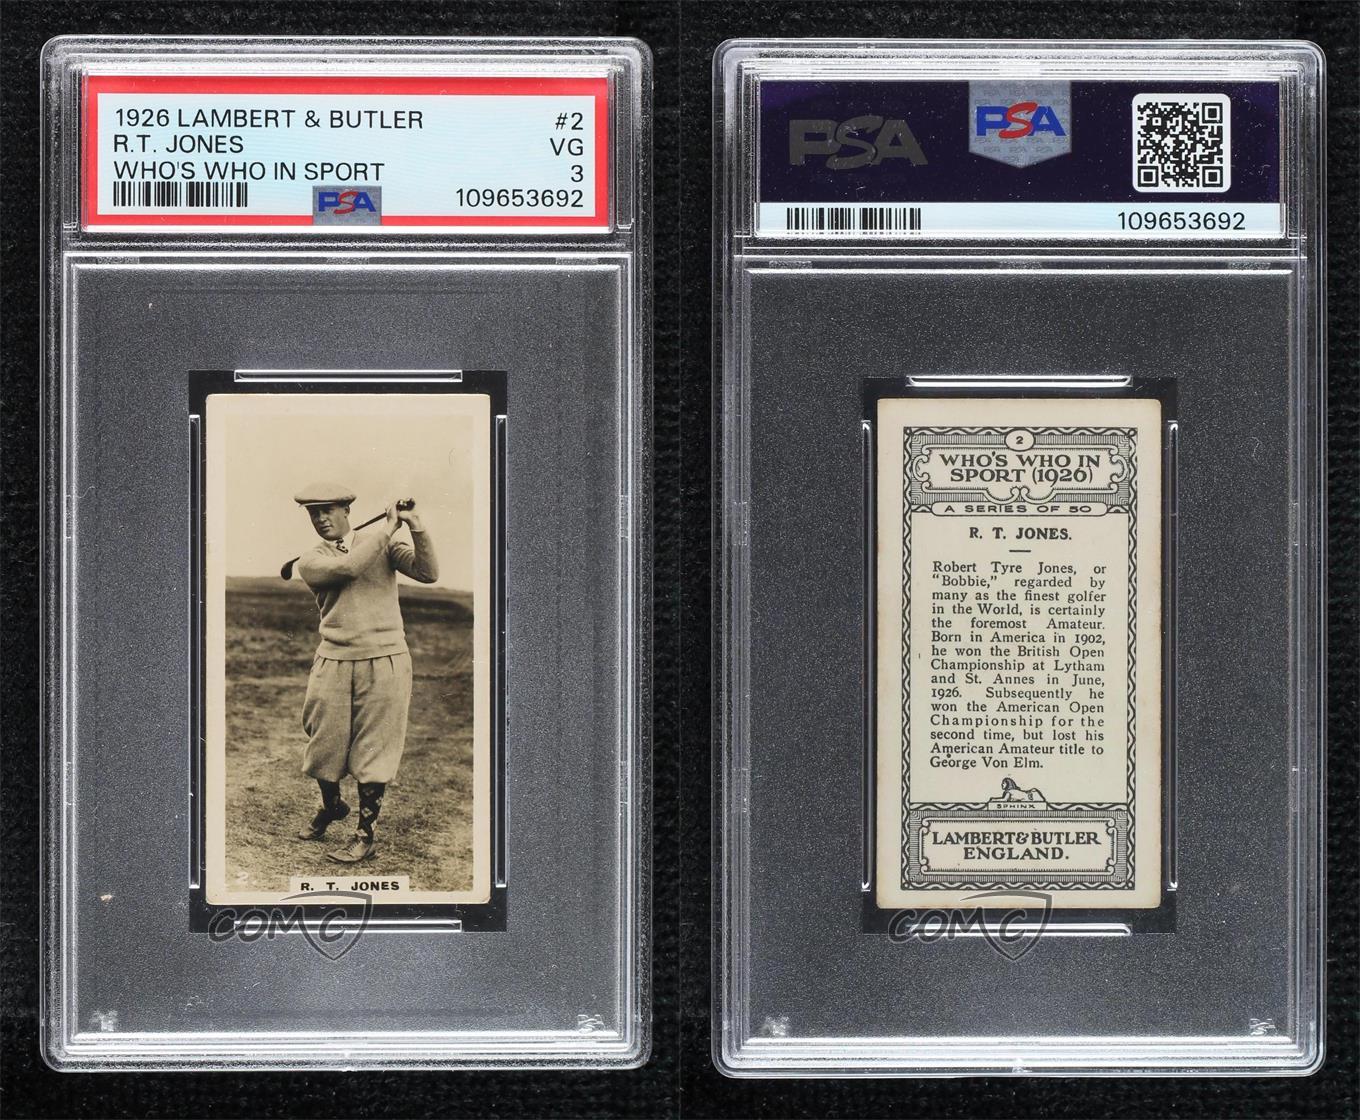 1926 LAMBERT & BUTLER #2
R.T. JONES VG
WHO'S WHO IN SPORT 3
PSA 109653692
2
R. T. JONES
COMC
PSA PSA
109653692
2
WHO'S WHO IN
SPORT (1926)
A SERIES OF 50
R. T. JONES.
Robert Tyre Jones, or
"Bobbie," regarded by
many as the finest golfer
in the World, is certainly
the foremost Amateur.
Born in America in 1902,
he won the British Open
Championship at Lytham
and St. Annes in June,
1926. Subsequently he
won the American Open
Championship for the
second time, but lost his
American Amateur title to
George Von Elm.
SPHINX
LAMBERT & BUTLER
ENGLAND.
COMC